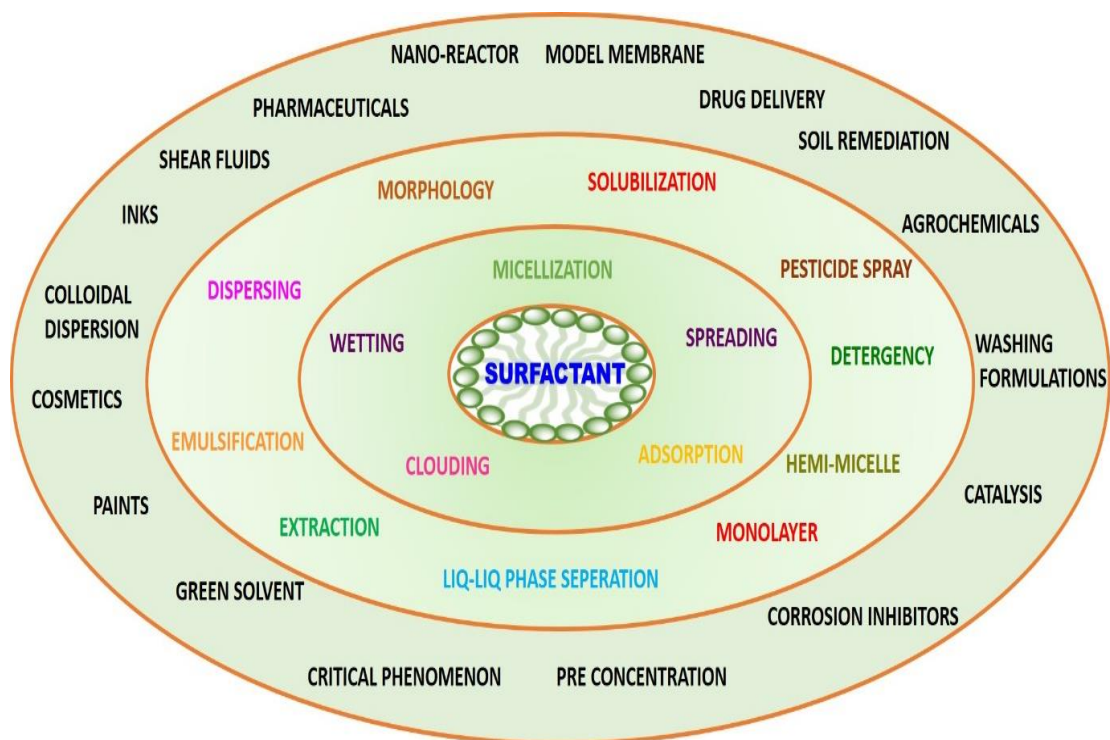 NANO-REACTOR
MODEL MEMBRANE
PHARMACEUTICALS
DRUG DELIVERY
SOIL REMEDIATION
SHEAR FLUIDS
MORPHOLOGY
SOLUBILIZATION
INKS
AGROCHEMICALS
MICELLIZATION
PESTICIDE SPRAY
DISPERSING
COLLOIDAL
DISPERSION
WETTING
SPREADING
DETERGENCY
WASHING
FORMULATIONS
SURFACTANT
COSMETICS
EMULSIFICATION
CLOUDING
ADSORPTION
HEMI-MICELLE
CATALYSIS
PAINTS
EXTRACTION
MONOLAYER
LIQ-LIQ PHASE SEPERATION
GREEN SOLVENT
CORROSION INHIBITORS
CRITICAL PHENOMENON
PRE CONCENTRATION